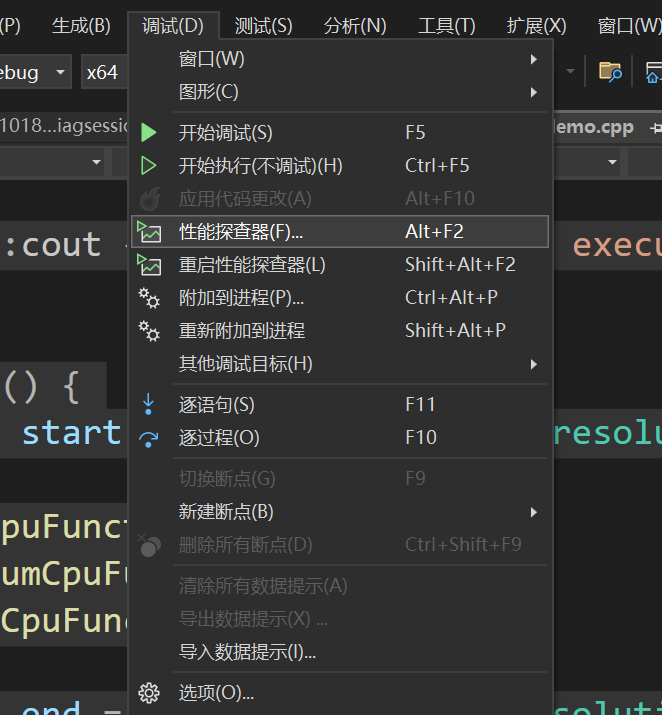 (P) 生成(B) 调试(D) 测试(S) 分析(N) 工具(T) 扩展(X) 窗口(W)
ebug x64
1018...iagsessio
emo.cpp
窗口(W)
图形(C)
开始调试(S) F5
开始执行(不调试)(H) Ctrl+F5
应用代码更改(A) Alt+F10
性能探查器(F)... Alt+F2
:cout
execu
重启性能探查器(L) Shift+Alt+F2
附加到进程(P)... Ctrl+Alt+P
重新附加到进程 Shift+Alt+P
其他调试目标(H)
() {
逐语句(S) F11
start
resolu
逐过程(O) F10
切换断点(G) F9
新建断点(B)
puFunct
删除所有断点(D) Ctrl+Shift+F9
umCpuFu
清除所有数据提示(A)
导出数据提示(X) ...
CpuFunc
导入数据提示(I)...
选项(O)...
end =
soluti